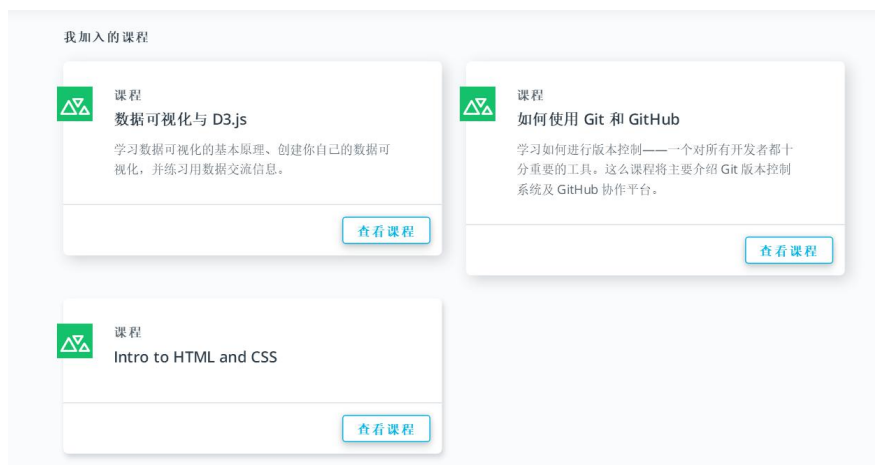 我加入的课程
课程
数据可视化与 D3.js
学习数据可视化的基本原理、创建你自己的数据可
视化，并练习用数据交流信息。
查看课程
课程
如何使用 Git 和 GitHub
学习如何进行版本控制——一个对所有开发者都十
分重要的工具。这么课程将主要介绍 Git 版本控制
系统及 GitHub 协作平台。
查看课程
课程
Intro to HTML and CSS
查看课程